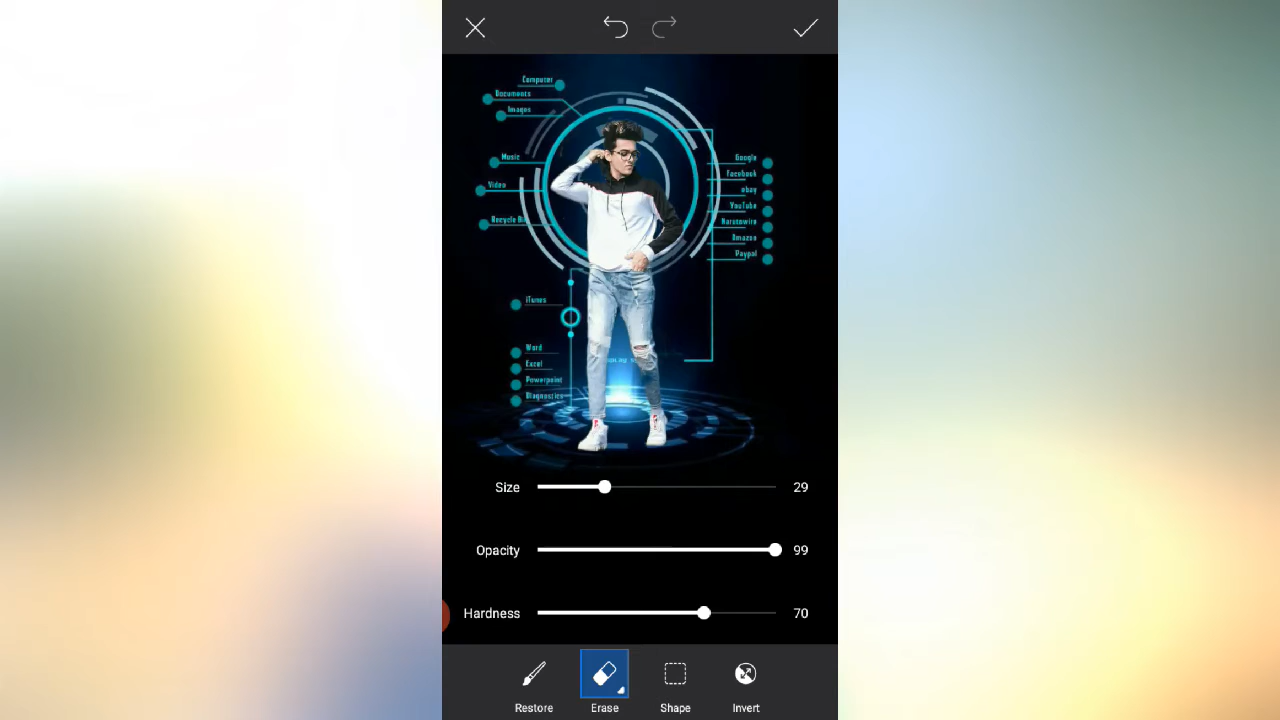 Computer
Documents
Images
Music
Video
Recycle Bi
Google
Facebook
ebay
YouTube
Amazon
Paypal
iTunes
Word
Excel
Powerpoint
Diagnostics
Size
29
Opacity
99
Hardness
70
Restore
Erase
Shape
Invert